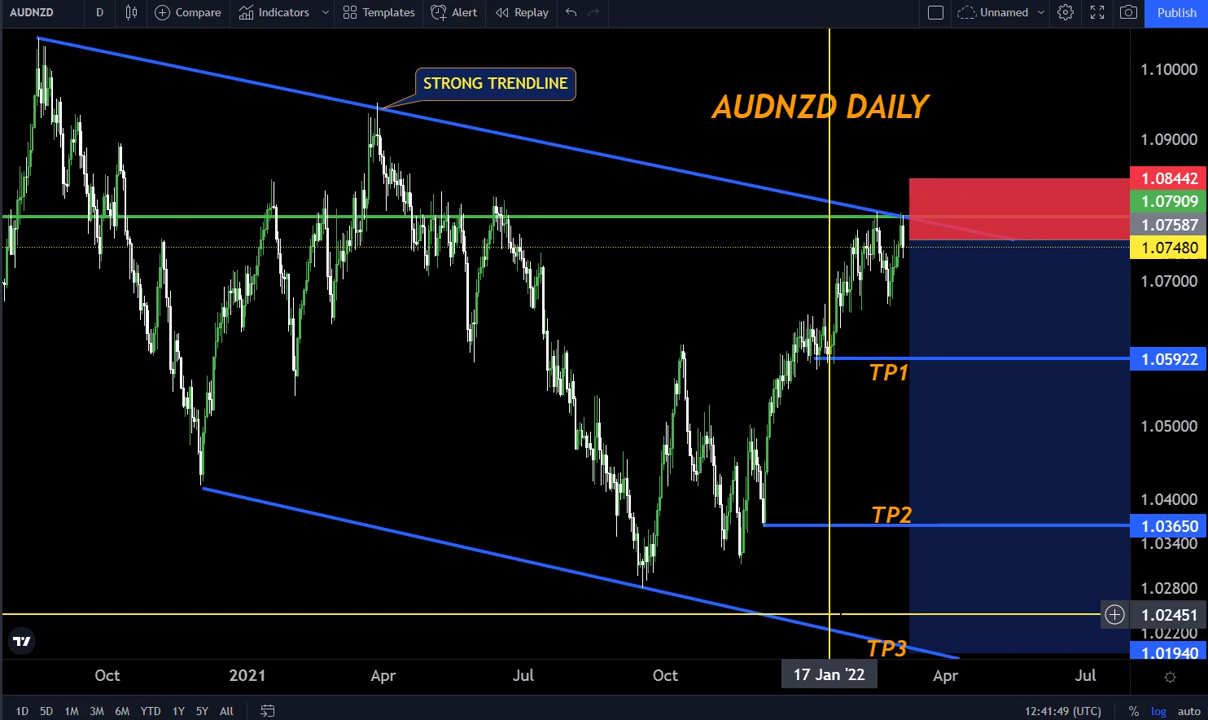 AUDNZD D Compare Indicators Templates Alert Replay Unnamed Publish
STRONG TRENDLINE
AUDNZD DAILY
1.10000
1.09000
1.08442
1.07909
1.07587
1.07480
1.07000
1.05922
TP1
1.05000
1.04000
TP2
1.03650
1.03400
1.02800
1.02451
1.02200
TP3
1.01940
Oct 2021 Apr Jul Oct 17 Jan '22 Apr Jul
1D 5D 1M 3M 6M YTD 1Y 5Y All 12:41:49 (UTC) % log auto